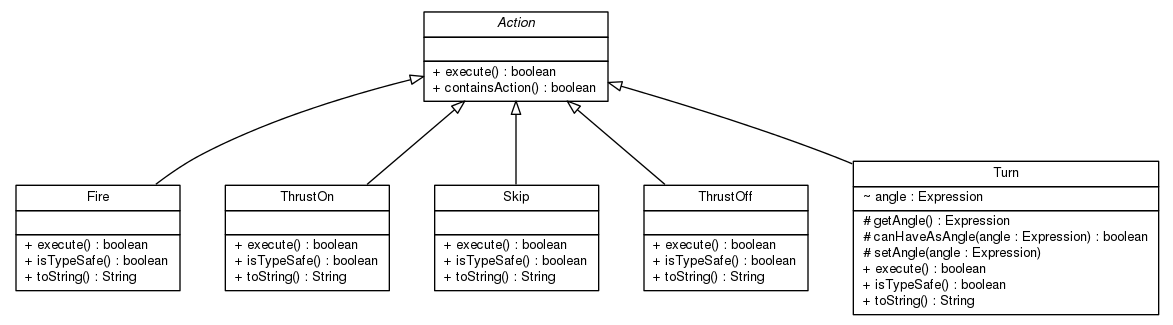 Action
+ execute() : boolean
+ containsAction() : boolean
Fire
+ execute() : boolean
+ isTypeSafe() : boolean
+ toString() : String
ThrustOn
+ execute() : boolean
+ isTypeSafe() : boolean
+ toString() : String
Skip
+ execute() : boolean
+ isTypeSafe() : boolean
+ toString() : String
ThrustOff
+ execute() : boolean
+ isTypeSafe() : boolean
+ toString() : String
Turn
~ angle : Expression
# getAngle() : Expression
# canHaveAsAngle(angle : Expression) : boolean
# setAngle(angle : Expression)
+ execute() : boolean
+ isTypeSafe() : boolean
+ toString() : String